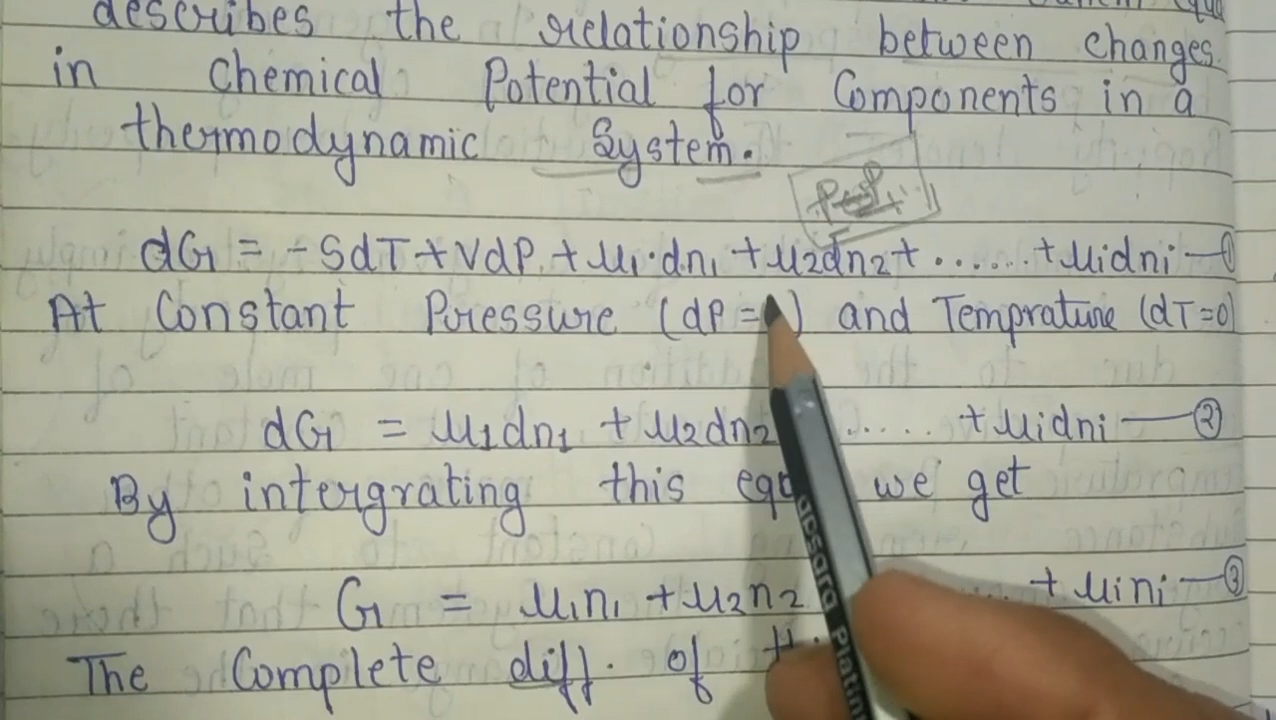 describes the relationship between changes
in Chemical Potential for Components in a
thermodynamic System.
dG = -SdT + VdP + μ1·dn1 + μ2dn2 + ...... + μidni — ①
At Constant Pressure (dP = ) and Temprature (dT=0)
dG = μ1dn1 + μ2dn2 .... + μidni — ②
By intergrating this eq we get
G = μ1n1 + μ2n2 .... + μini — ③
The Complete diff. of
acsara Platin